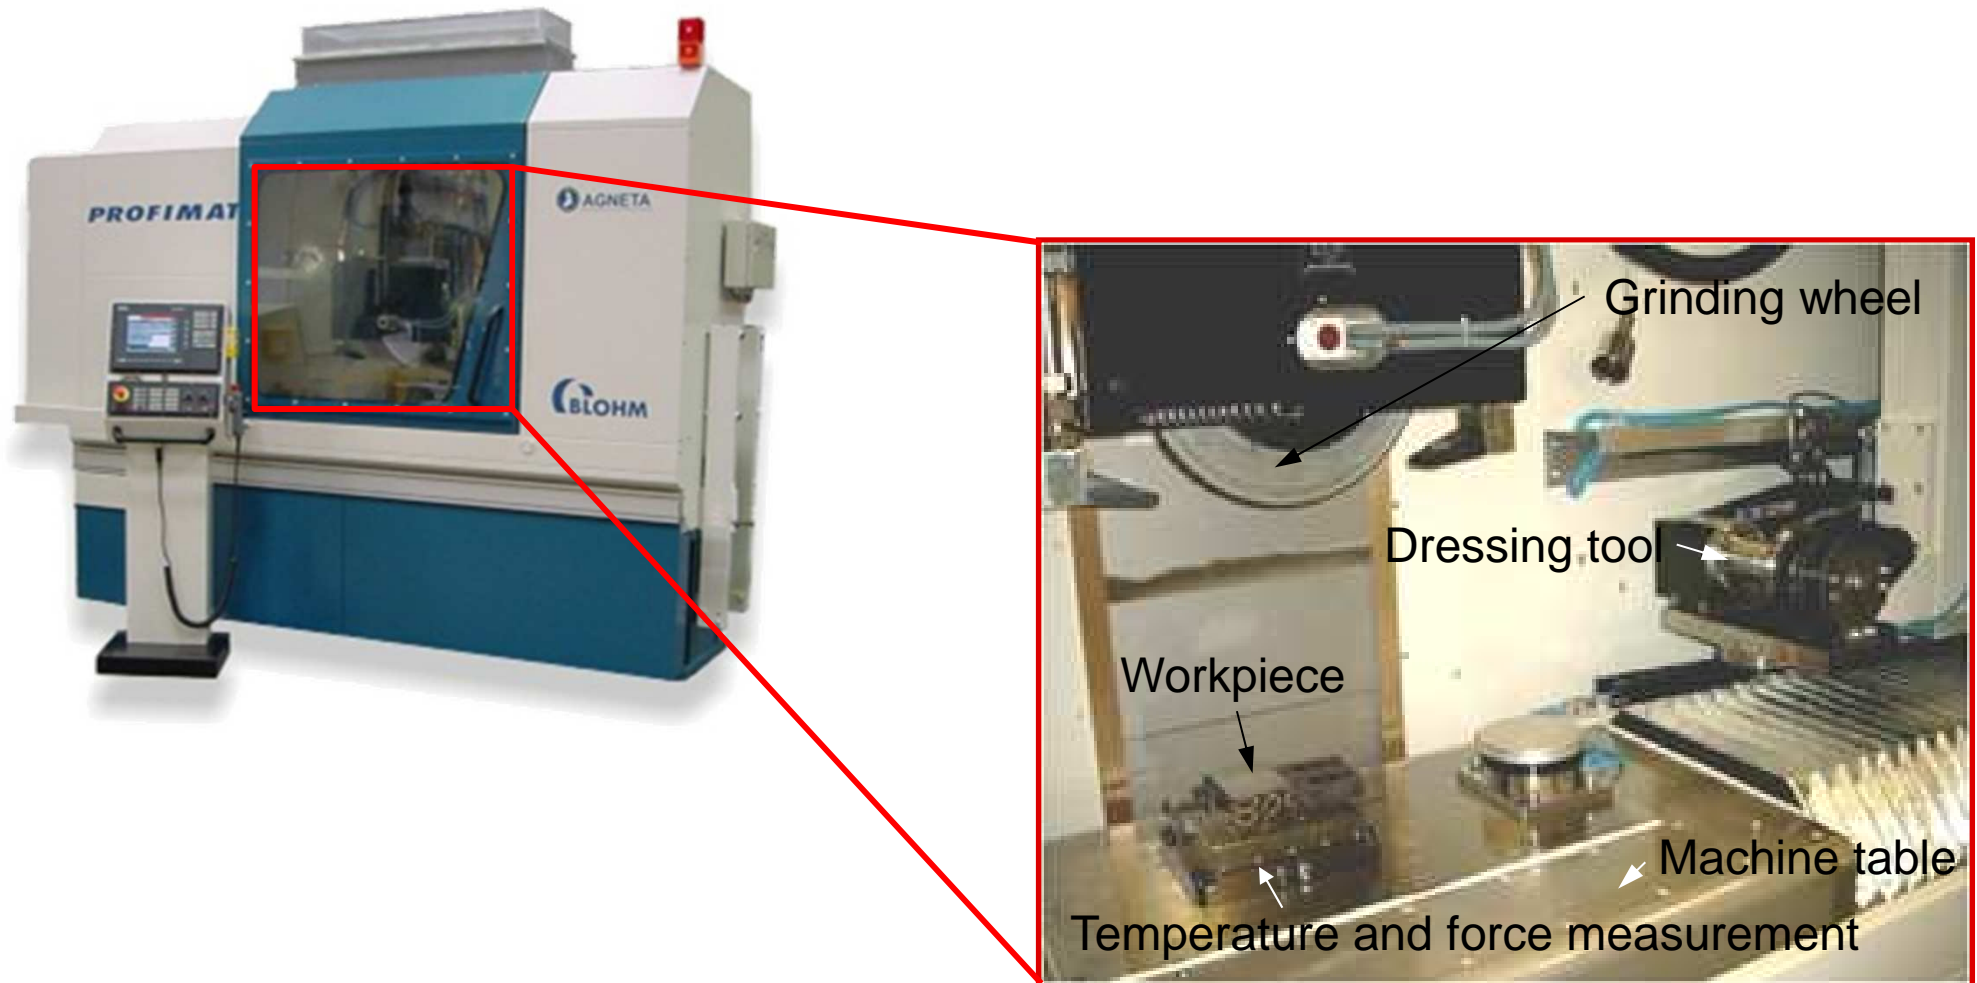 PROFIMAT
AGNETA
BLOHM
Grinding wheel
Dressing tool
Workpiece
Machine table
Temperature and force measurement